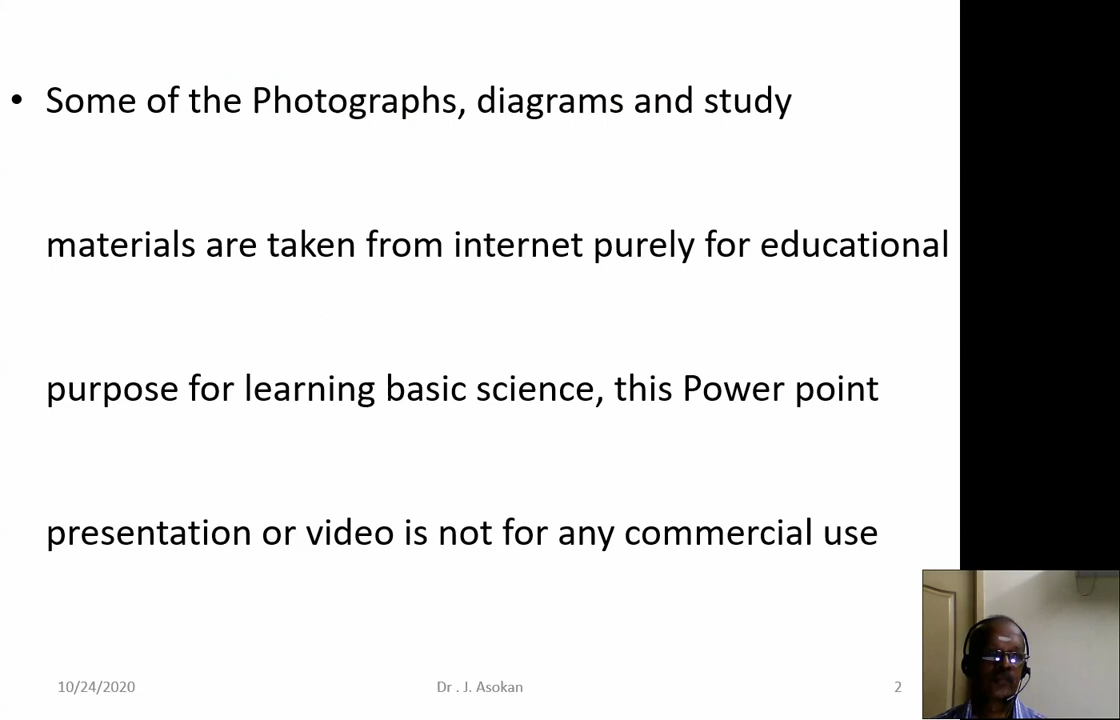 • Some of the Photographs, diagrams and study
materials are taken from internet purely for educational
purpose for learning basic science, this Power point
presentation or video is not for any commercial use
10/24/2020 Dr . J. Asokan 2